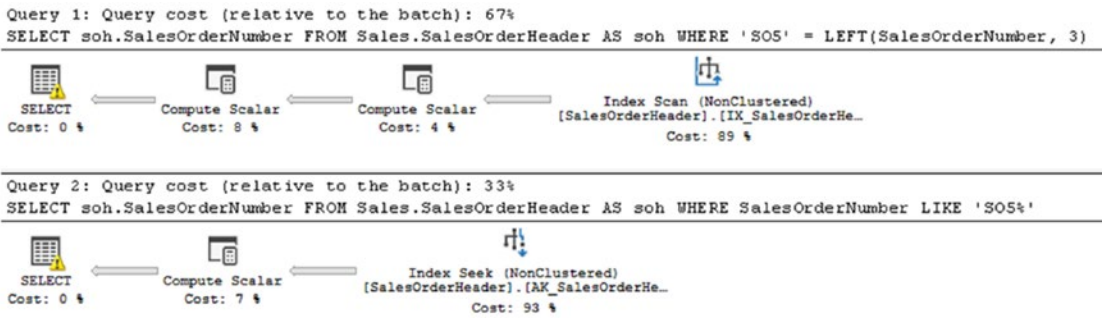 Query 1: Query cost (relative to the batch): 67%
SELECT soh.SalesOrderNumber FROM Sales.SalesOrderHeader AS soh WHERE 'SO5' = LEFT(SalesOrderNumber, 3)
SELECT
Cost: 0 %
Compute Scalar
Cost: 8 %
Compute Scalar
Cost: 4 %
Index Scan (NonClustered)
[SalesOrderHeader].[IX_SalesOrderHe…
Cost: 89 %
Query 2: Query cost (relative to the batch): 33%
SELECT soh.SalesOrderNumber FROM Sales.SalesOrderHeader AS soh WHERE SalesOrderNumber LIKE 'SO5%'
SELECT
Cost: 0 %
Compute Scalar
Cost: 7 %
Index Seek (NonClustered)
[SalesOrderHeader].[AK_SalesOrderHe…
Cost: 93 %